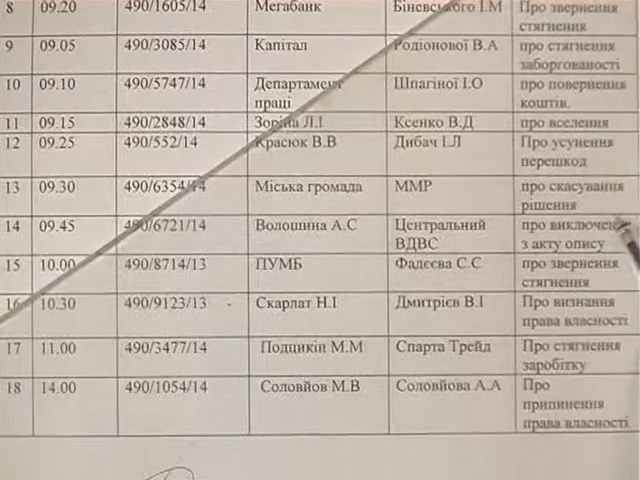 8 09.20 490/1605/14 Мегабанк Біневського І.М Про звернення
стягнення
9 09.05 490/3085/14 Капітал Родіонової В.А про стягнення
заборгованості
10 09.10 490/5747/14 Департамент Шпагіної І.О про повернення
праці коштів.
11 09.15 490/2848/14 Зоріна Л.І Ксенко В.Д про вселення
12 09.25 490/552/14 Красюк В.В Дибач І.Л Про усунення
перешкод
13 09.30 490/6354/14 Міська громада ММР про скасування
рішення
14 09.45 490/6721/14 Волошина А.С Центральний про виключення
ВДВС з акту опису
15 10.00 490/8714/13 ПУМБ Фадєєва С.С про звернення
стягнення
16 10.30 490/9123/13 - Скарлат Н.І Дмитрієв В.І Про визнання
права власності
17 11.00 490/3477/14 Подцикін М.М Спарта Трейд Про стягнення
заробітку
18 14.00 490/1054/14 Соловйов М.В Соловйова А.А Про
припинення
права власності